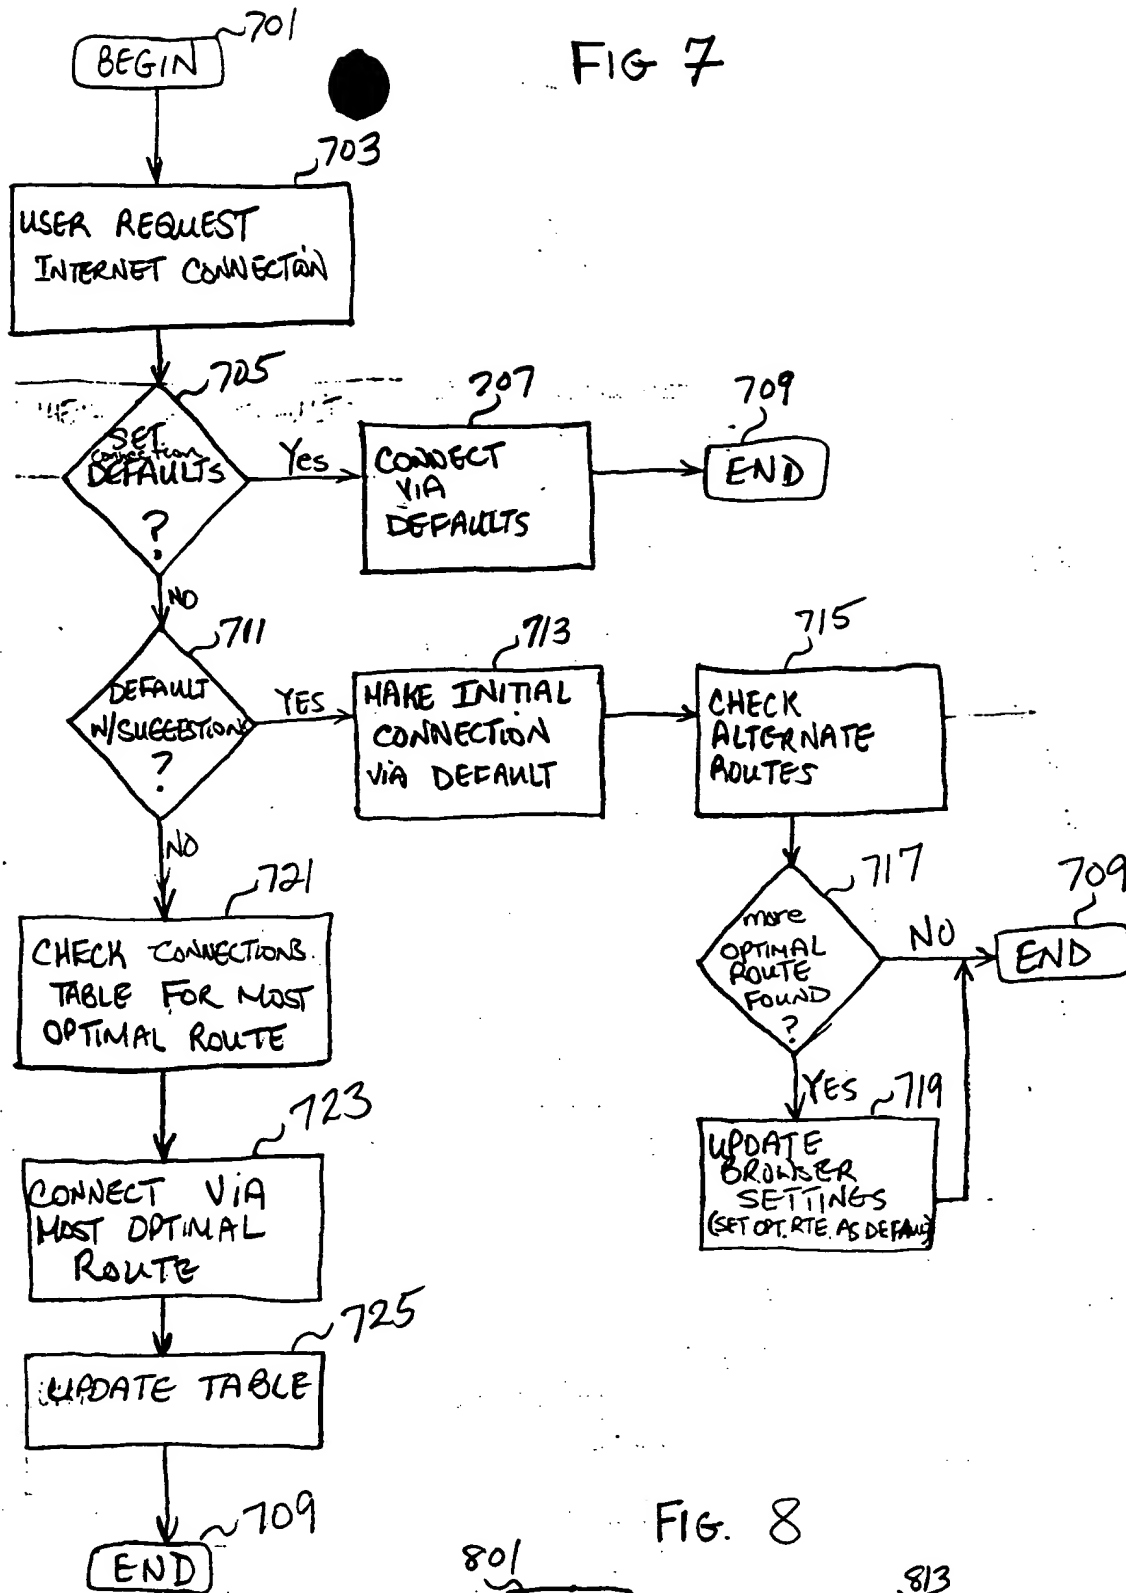 FIG 7
701
BEGIN
703
USER REQUEST
INTERNET CONNECTION
705
SET
connection
DEFAULTS
?
Yes
707
CONNECT
VIA
DEFAULTS
709
END
NO
711
DEFAULT
W/SUGGESTIONS
?
YES
713
MAKE INITIAL
CONNECTION
VIA DEFAULT
715
CHECK
ALTERNATE
ROUTES
717
more
OPTIMAL
ROUTE
FOUND
?
NO
709
END
YES
719
UPDATE
BROWSER
SETTINGS
(SET OPT. RTE. AS DEFAULT)
NO
721
CHECK CONNECTIONS
TABLE FOR MOST
OPTIMAL ROUTE
723
CONNECT VIA
MOST OPTIMAL
ROUTE
725
UPDATE TABLE
709
END
FIG. 8
801
813